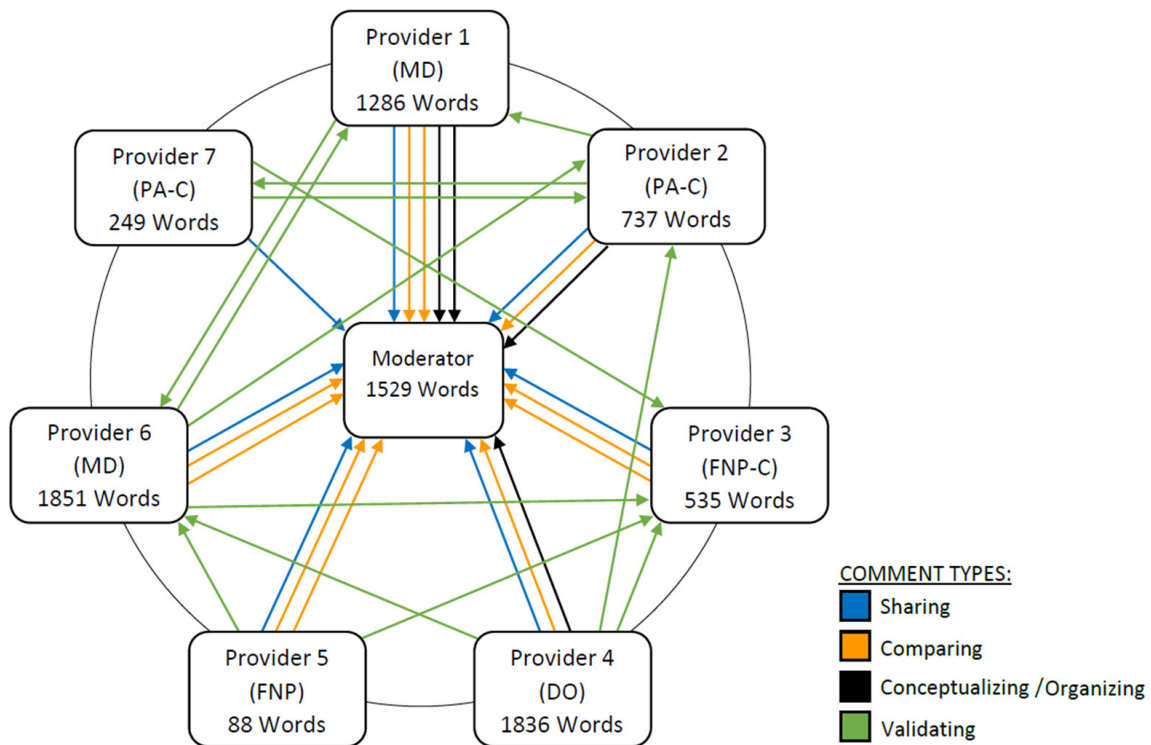 Provider 1
(MD)
1286 Words
Provider 7
(PA-C)
249 Words
Provider 2
(PA-C)
737 Words
Moderator
1529 Words
Provider 6
(MD)
1851 Words
Provider 3
(FNP-C)
535 Words
Provider 5
(FNP)
88 Words
Provider 4
(DO)
1836 Words
COMMENT TYPES:
Sharing
Comparing
Conceptualizing /Organizing
Validating